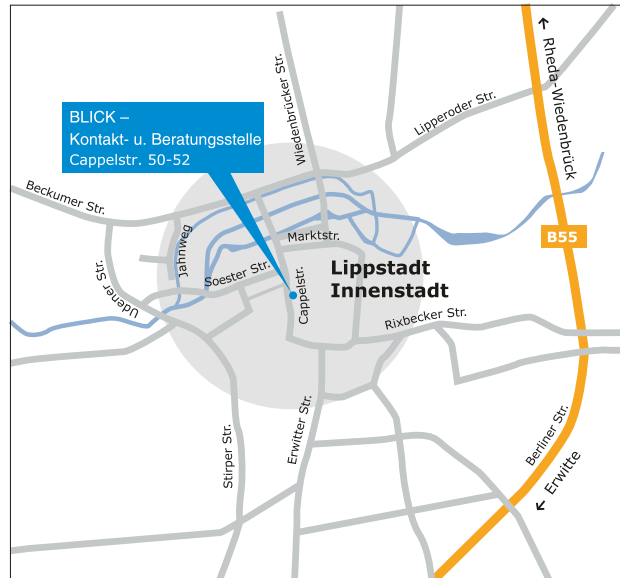 BLICK –
Kontakt- u. Beratungsstelle
Cappelstr. 50-52
Wiedenbrücker Str.
Lipperoder Str.
← Rheda-Wiedenbrück
Beckumer Str.
Jahnweg
Marktstr.
B55
Udener Str.
Soester Str.
Cappelstr.
Lippstadt
Innenstadt
Rixbecker Str.
Stirper Str.
Erwitter Str.
Berliner Str.
← Erwitte